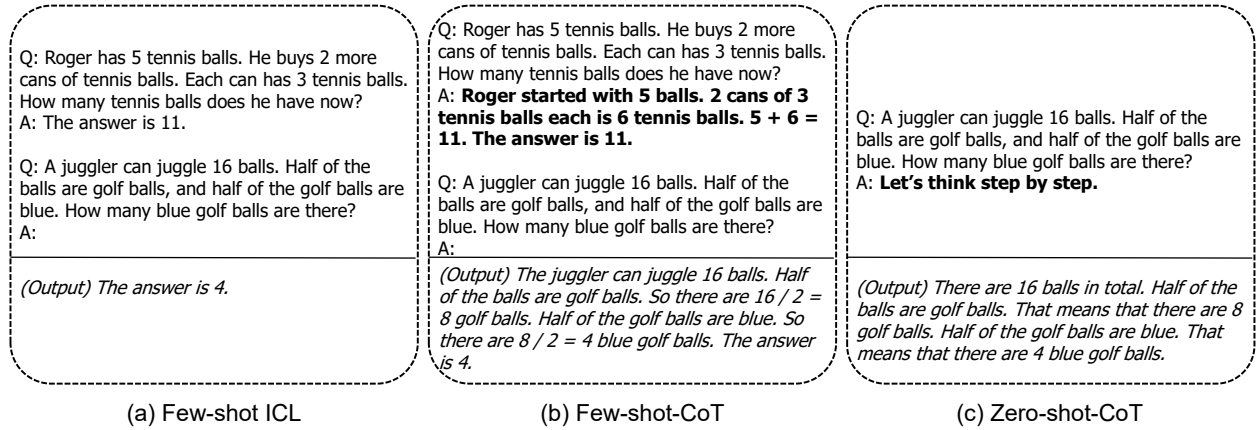 Q: Roger has 5 tennis balls. He buys 2 more
cans of tennis balls. Each can has 3 tennis balls.
How many tennis balls does he have now?
A: The answer is 11.
Q: A juggler can juggle 16 balls. Half of the
balls are golf balls, and half of the golf balls are
blue. How many blue golf balls are there?
A:
(Output) The answer is 4.
(a) Few-shot ICL
Q: Roger has 5 tennis balls. He buys 2 more
cans of tennis balls. Each can has 3 tennis balls.
How many tennis balls does he have now?
A: Roger started with 5 balls. 2 cans of 3
tennis balls each is 6 tennis balls. 5 + 6 =
11. The answer is 11.
Q: A juggler can juggle 16 balls. Half of the
balls are golf balls, and half of the golf balls are
blue. How many blue golf balls are there?
A:
(Output) The juggler can juggle 16 balls. Half
of the balls are golf balls. So there are 16 / 2 =
8 golf balls. Half of the golf balls are blue. So
there are 8 / 2 = 4 blue golf balls. The answer
is 4.
(b) Few-shot-CoT
Q: A juggler can juggle 16 balls. Half of the
balls are golf balls, and half of the golf balls are
blue. How many blue golf balls are there?
A: Let’s think step by step.
(Output) There are 16 balls in total. Half of the
balls are golf balls. That means that there are 8
golf balls. Half of the golf balls are blue. That
means that there are 4 blue golf balls.
(c) Zero-shot-CoT